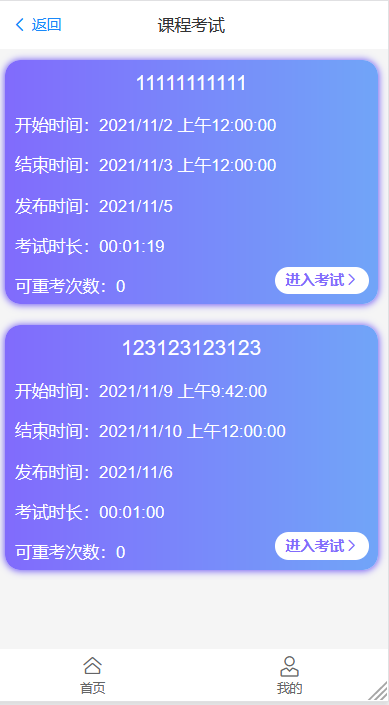 返回 课程考试
11111111111
开始时间：2021/11/2 上午12:00:00
结束时间：2021/11/3 上午12:00:00
发布时间：2021/11/5
考试时长：00:01:19
可重考次数：0
进入考试
123123123123
开始时间：2021/11/9 上午9:42:00
结束时间：2021/11/10 上午12:00:00
发布时间：2021/11/6
考试时长：00:01:00
可重考次数：0
进入考试
首页 我的